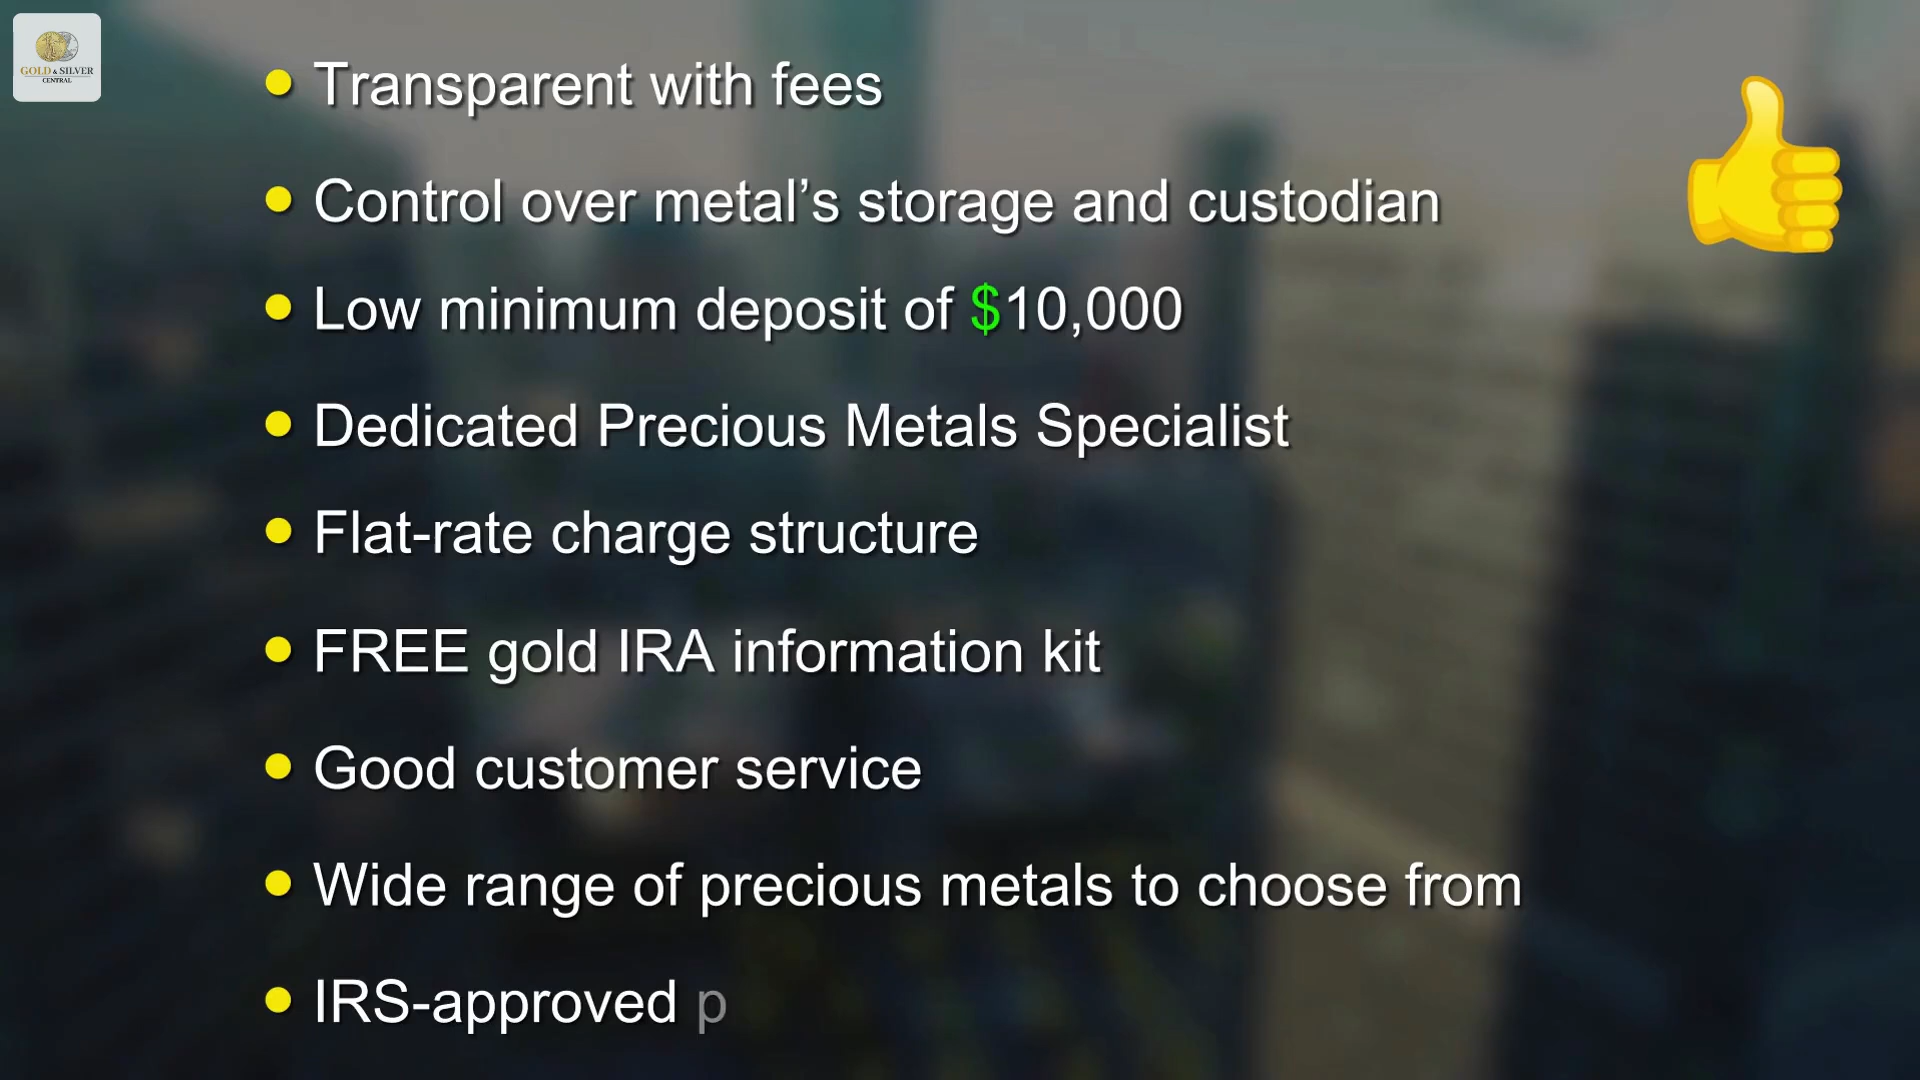 GOLD & SILVER
CENTRAL
Transparent with fees
Control over metal’s storage and custodian
Low minimum deposit of $10,000
Dedicated Precious Metals Specialist
Flat-rate charge structure
FREE gold IRA information kit
Good customer service
Wide range of precious metals to choose from
IRS-approved p